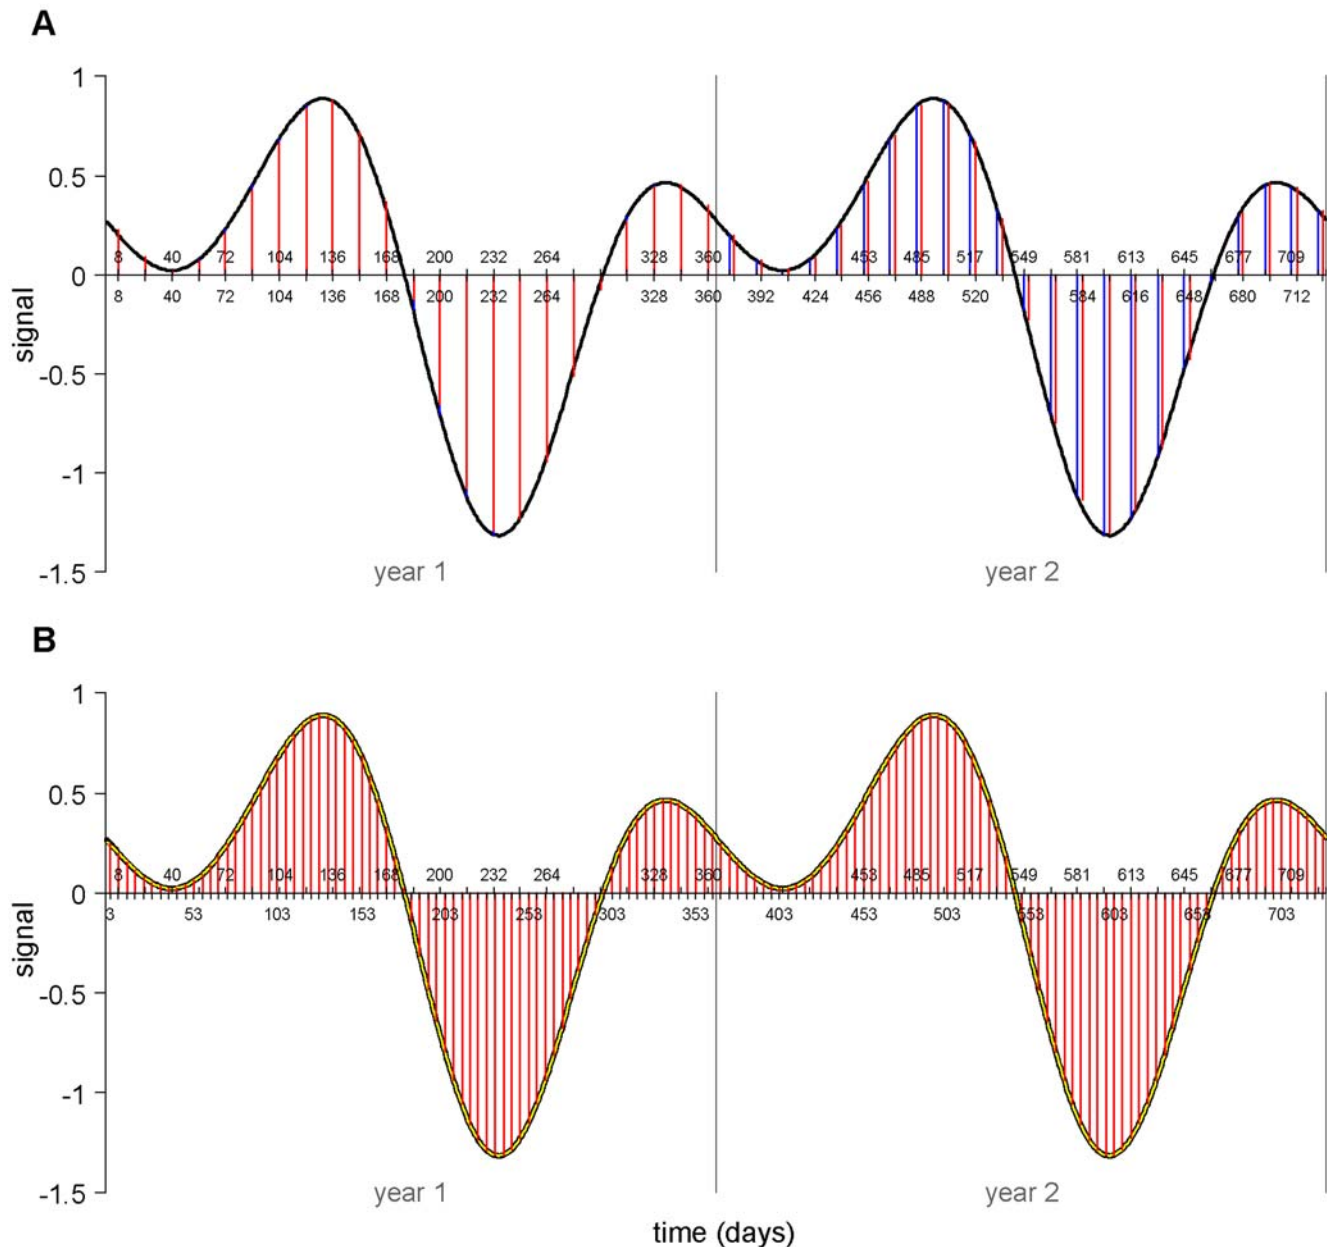 A
1
0.5
8 40 72 104 136 168 200 232 264 328 360 453 485 517 549 581 613 645 677 709
0
8 40 72 104 136 168 200 232 264 328 360 392 424 456 488 520 584 616 648 680 712
signal
-0.5
-1
-1.5
year 1 year 2
B
1
0.5
8 40 72 104 136 168 200 232 264 328 360 453 485 517 549 581 613 645 677 709
0
3 53 103 153 203 253 303 353 403 453 503 553 603 653 703
signal
-0.5
-1
-1.5
year 1 year 2
time (days)